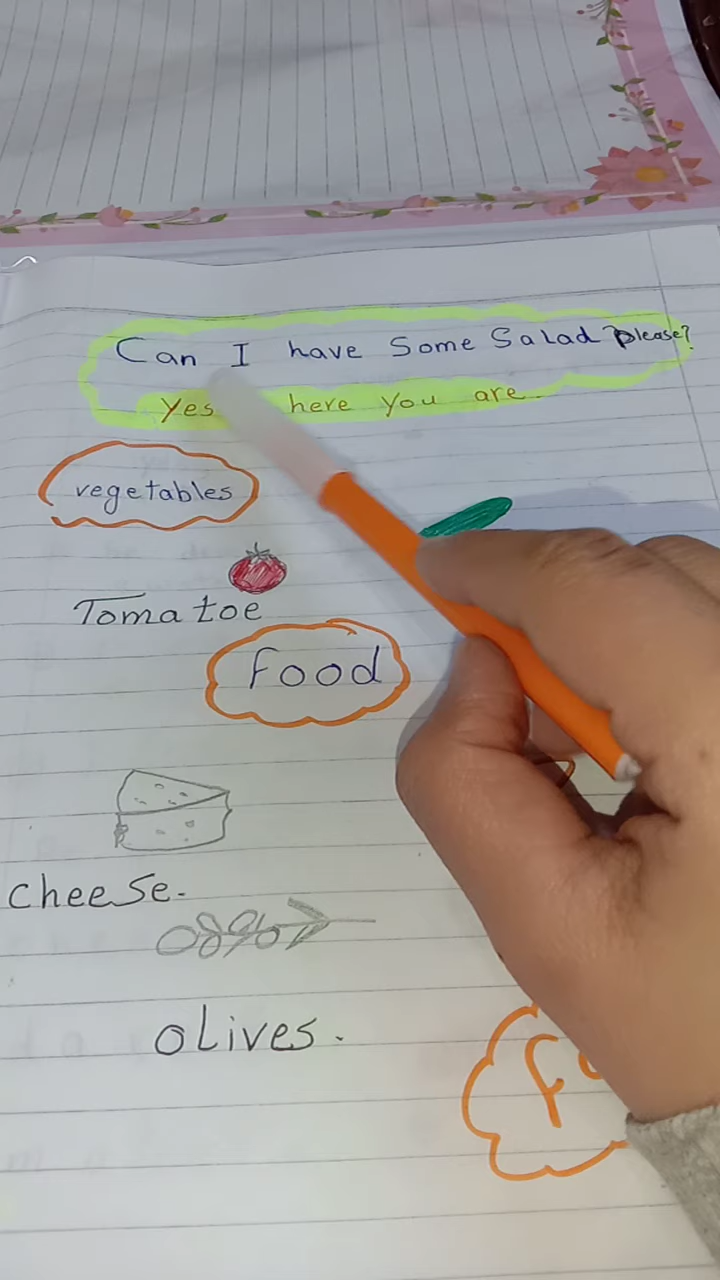 Can I have Some Salad please?
Yes here you are
vegetables
Tomatoe
Food
cheese.
oLives.